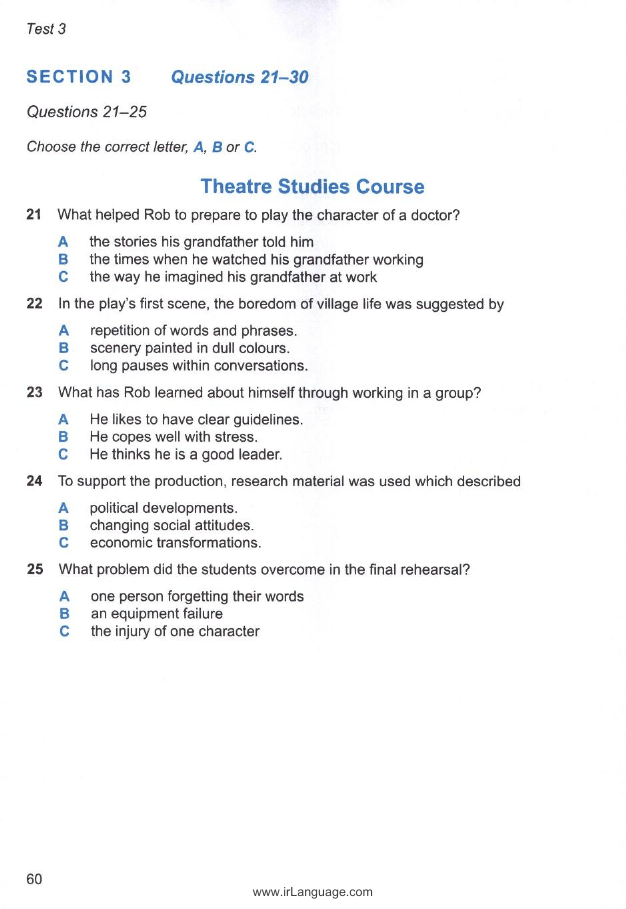 Test 3
SECTION 3 Questions 21–30
Questions 21–25
Choose the correct letter, A, B or C.
Theatre Studies Course
21 What helped Rob to prepare to play the character of a doctor?
A the stories his grandfather told him
B the times when he watched his grandfather working
C the way he imagined his grandfather at work
22 In the play's first scene, the boredom of village life was suggested by
A repetition of words and phrases.
B scenery painted in dull colours.
C long pauses within conversations.
23 What has Rob learned about himself through working in a group?
A He likes to have clear guidelines.
B He copes well with stress.
C He thinks he is a good leader.
24 To support the production, research material was used which described
A political developments.
B changing social attitudes.
C economic transformations.
25 What problem did the students overcome in the final rehearsal?
A one person forgetting their words
B an equipment failure
C the injury of one character
60
www.irLanguage.com